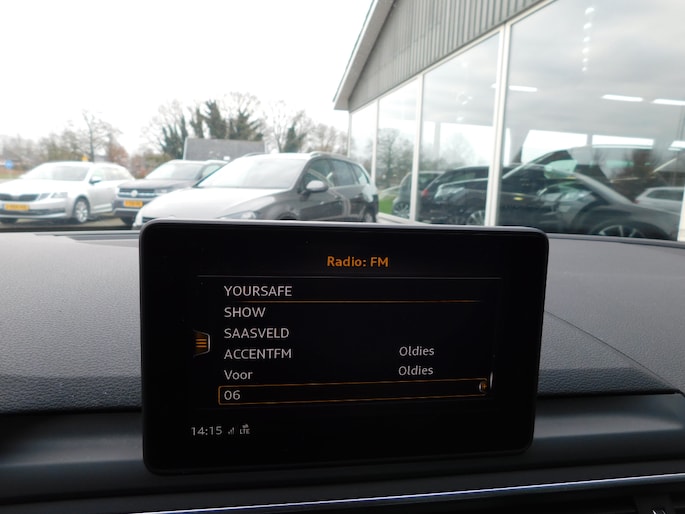 Radio: FM
YOURSAFE
SHOW
SAASVELD
ACCENTFM Oldies
Voor Oldies
06
14:15 LTE